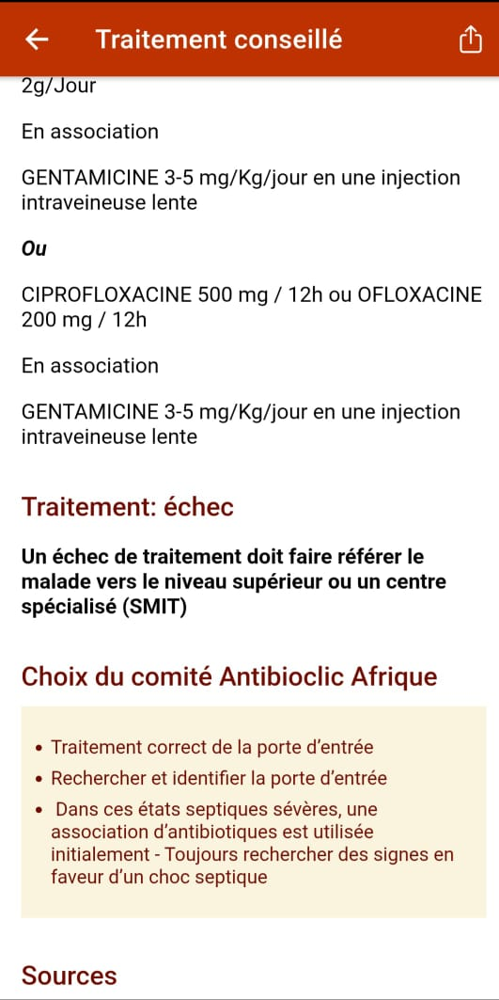 Traitement conseillé
2g/Jour
En association
GENTAMICINE 3-5 mg/Kg/jour en une injection
intraveineuse lente
Ou
CIPROFLOXACINE 500 mg / 12h ou OFLOXACINE
200 mg / 12h
En association
GENTAMICINE 3-5 mg/Kg/jour en une injection
intraveineuse lente
Traitement: échec
Un échec de traitement doit faire référer le
malade vers le niveau supérieur ou un centre
spécialisé (SMIT)
Choix du comité Antibioclic Afrique
• Traitement correct de la porte d’entrée
• Rechercher et identifier la porte d’entrée
• Dans ces états septiques sévères, une
association d’antibiotiques est utilisée
initialement - Toujours rechercher des signes en
faveur d’un choc septique
Sources